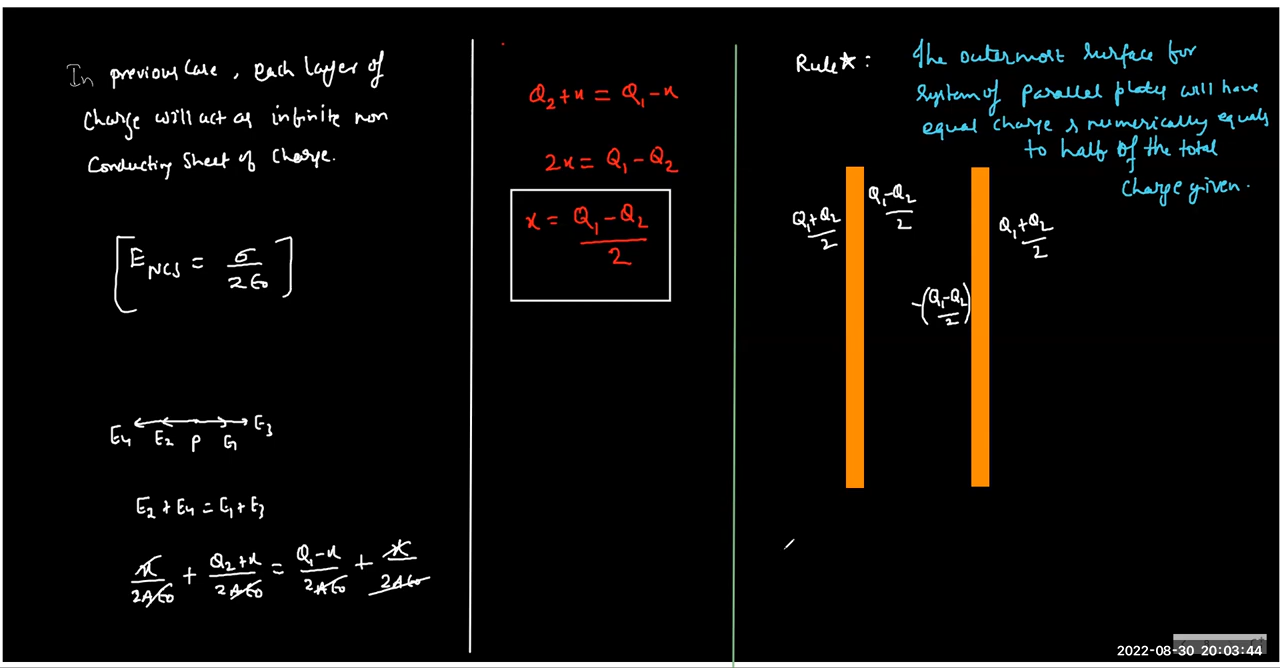 In previous Case, each layer of
Charge will act as infinite non
Conducting Sheet of Charge.
[E_NCS = σ/2ε₀]
E₄ E₂ P E₁ E₃
E₂ + E₄ = E₁ + E₃
x/2Aε₀ + Q₂+x/2Aε₀ = Q₁-x/2Aε₀ + x/2Aε₀
Q₂+x = Q₁-x
2x = Q₁-Q₂
x = Q₁-Q₂/2
Rule*: The outermost surface for
system of parallel plates will have
equal charge & numerically equals
to half of the total
Charge given.
Q₁+Q₂/2
Q₁-Q₂/2
-(Q₁-Q₂/2)
Q₁+Q₂/2
2022-08-30 20:03:44